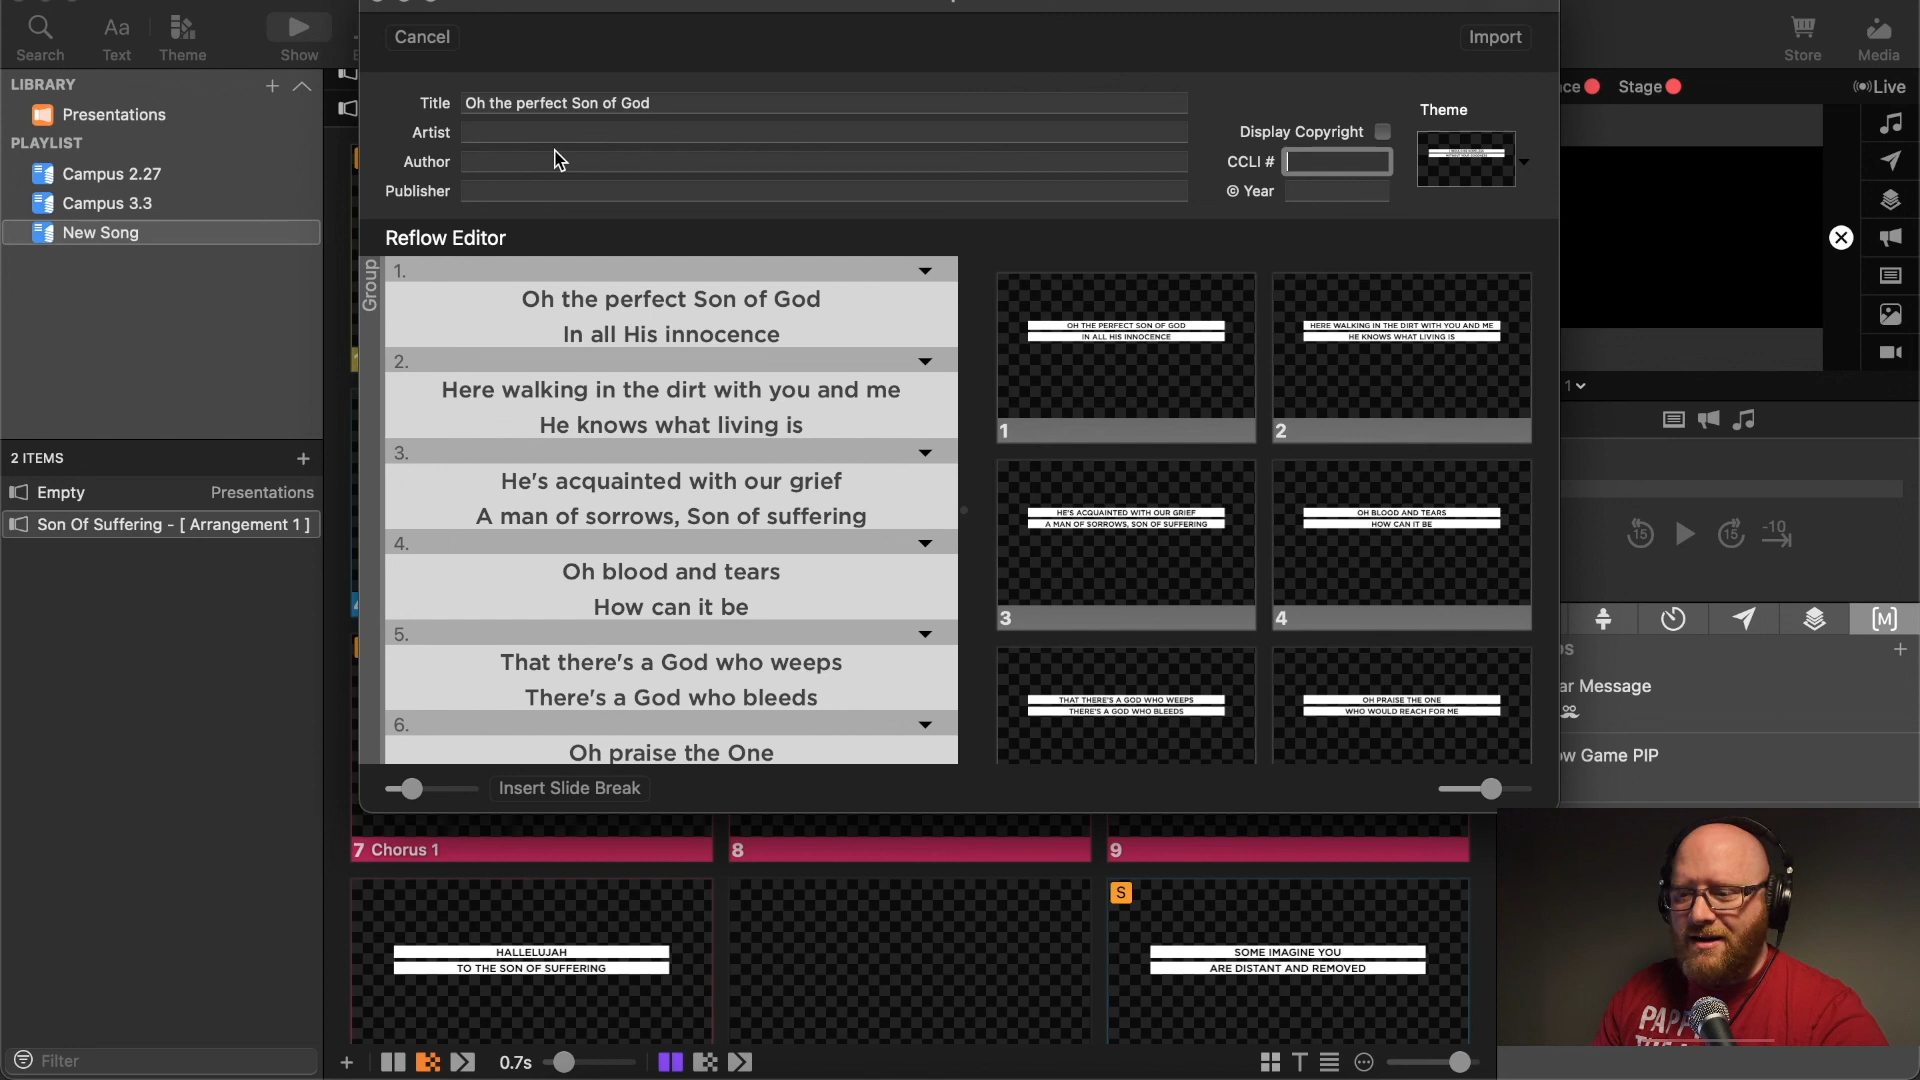 Search
Text
Theme
Show
Cancel
Import
Store
Media
LIBRARY
Presentations
PLAYLIST
Campus 2.27
Campus 3.3
New Song
2 ITEMS
Empty
Presentations
Son Of Suffering - [ Arrangement 1 ]
Filter
Title
Oh the perfect Son of God
Artist
Author
Publisher
Display Copyright
CCLI #
© Year
Theme
Reflow Editor
Group
1.
Oh the perfect Son of God
In all His innocence
2.
Here walking in the dirt with you and me
He knows what living is
3.
He's acquainted with our grief
A man of sorrows, Son of suffering
4.
Oh blood and tears
How can it be
5.
That there's a God who weeps
There's a God who bleeds
6.
Oh praise the One
Insert Slide Break
OH THE PERFECT SON OF GOD
IN ALL HIS INNOCENCE
1
HERE WALKING IN THE DIRT WITH YOU AND ME
HE KNOWS WHAT LIVING IS
2
HE'S ACQUAINTED WITH OUR GRIEF
A MAN OF SORROWS, SON OF SUFFERING
3
OH BLOOD AND TEARS
HOW CAN IT BE
4
THAT THERE'S A GOD WHO WEEPS
THERE'S A GOD WHO BLEEDS
OH PRAISE THE ONE
WHO WOULD REACH FOR ME
7 Chorus 1
8
9
HALLELUJAH
TO THE SON OF SUFFERING
S
SOME IMAGINE YOU
ARE DISTANT AND REMOVED
0.7s
Stage
Live
1
15
15
-10
[M]
ar Message
ow Game PIP